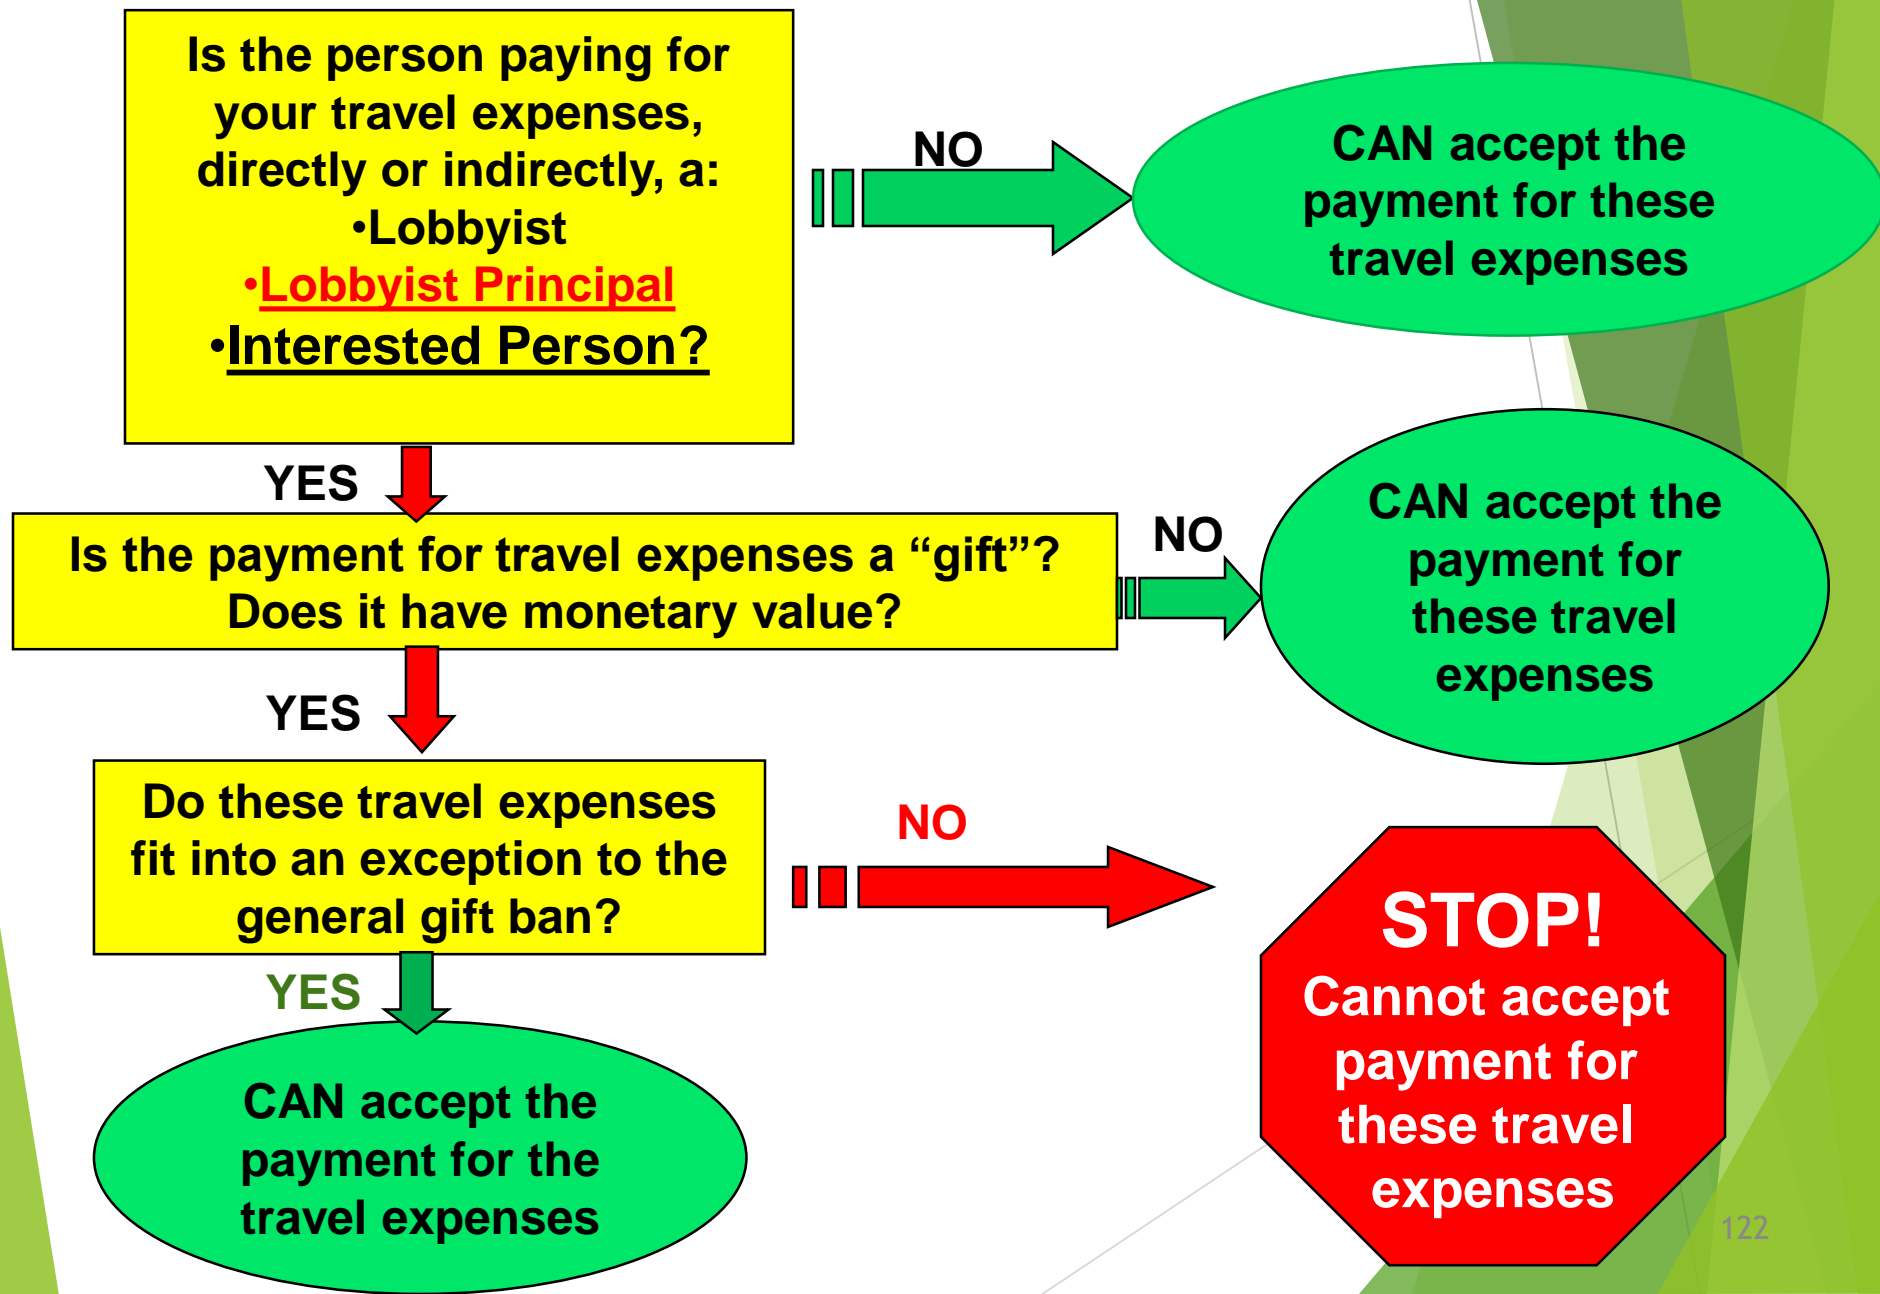 Is the person paying for
your travel expenses,
directly or indirectly, a:
•Lobbyist
•Lobbyist Principal
•Interested Person?
NO
CAN accept the
payment for these
travel expenses
YES
Is the payment for travel expenses a “gift”?
Does it have monetary value?
NO
CAN accept the
payment for
these travel
expenses
YES
Do these travel expenses
fit into an exception to the
general gift ban?
NO
STOP!
Cannot accept
payment for
these travel
expenses
YES
CAN accept the
payment for the
travel expenses
122